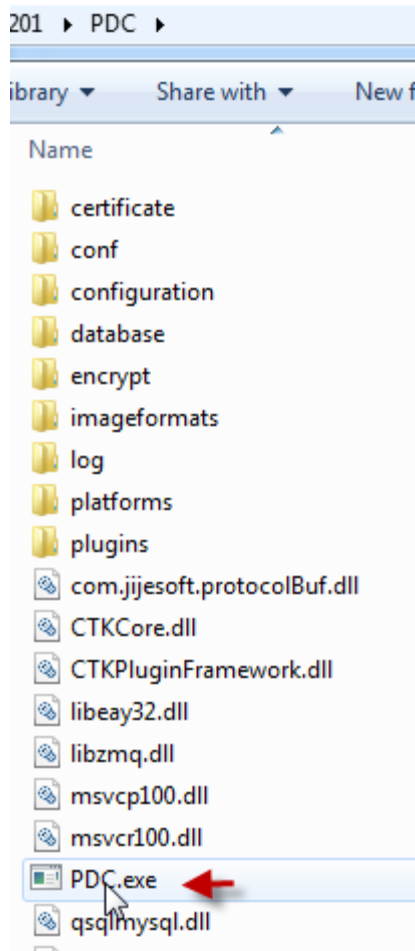 201 ▸ PDC ▸
ibrary ▾ Share with ▾ New f
Name
certificate
conf
configuration
database
encrypt
imageformats
log
platforms
plugins
com.jijesoft.protocolBuf.dll
CTKCore.dll
CTKPluginFramework.dll
libeay32.dll
libzmq.dll
msvcp100.dll
msvcr100.dll
PDC.exe
qsqlmysql.dll